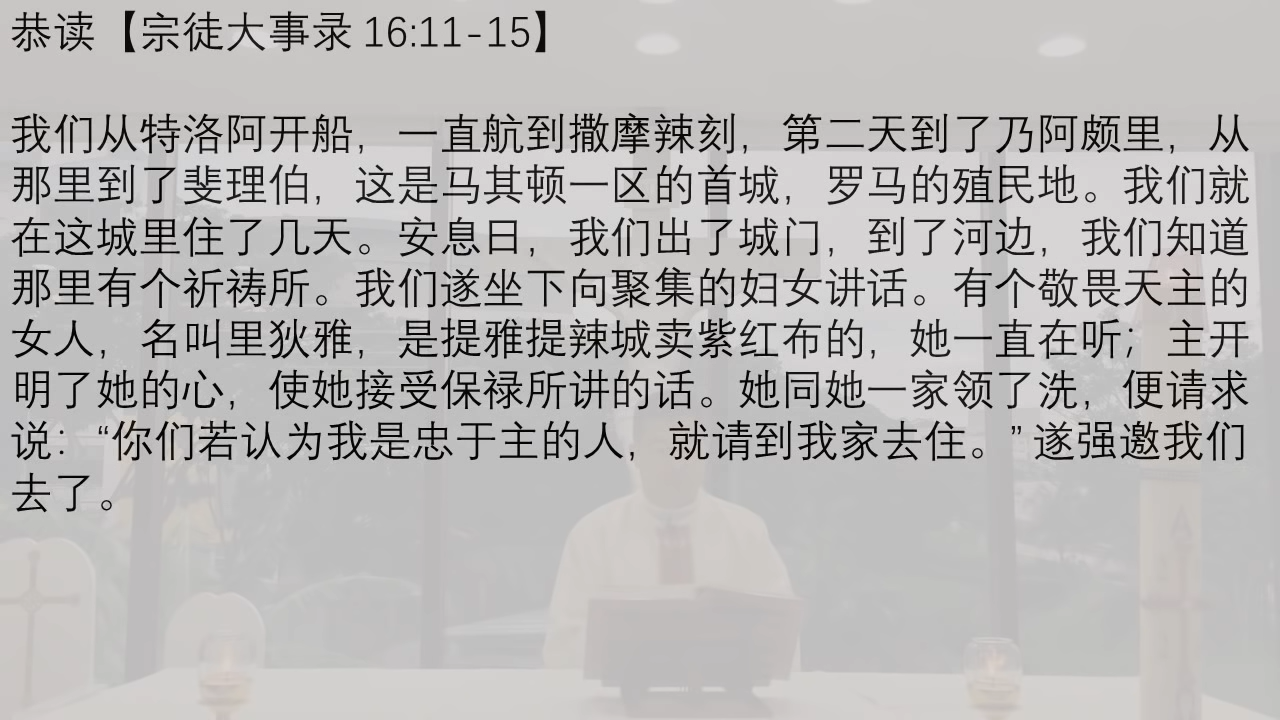 恭读【宗徒大事录 16:11-15】
我们从特洛阿开船，一直航到撒摩辣刻，第二天到了乃阿颇里，从
那里到了斐理伯，这是马其顿一区的首城，罗马的殖民地。我们就
在这城里住了几天。安息日，我们出了城门，到了河边，我们知道
那里有个祈祷所。我们遂坐下向聚集的妇女讲话。有个敬畏天主的
女人，名叫里狄雅，是提雅提辣城卖紫红布的，她一直在听；主开
明了她的心，使她接受保禄所讲的话。她同她一家领了洗，便请求
说：“你们若认为我是忠于主的人，就请到我家去住。”遂强邀我们
去了。